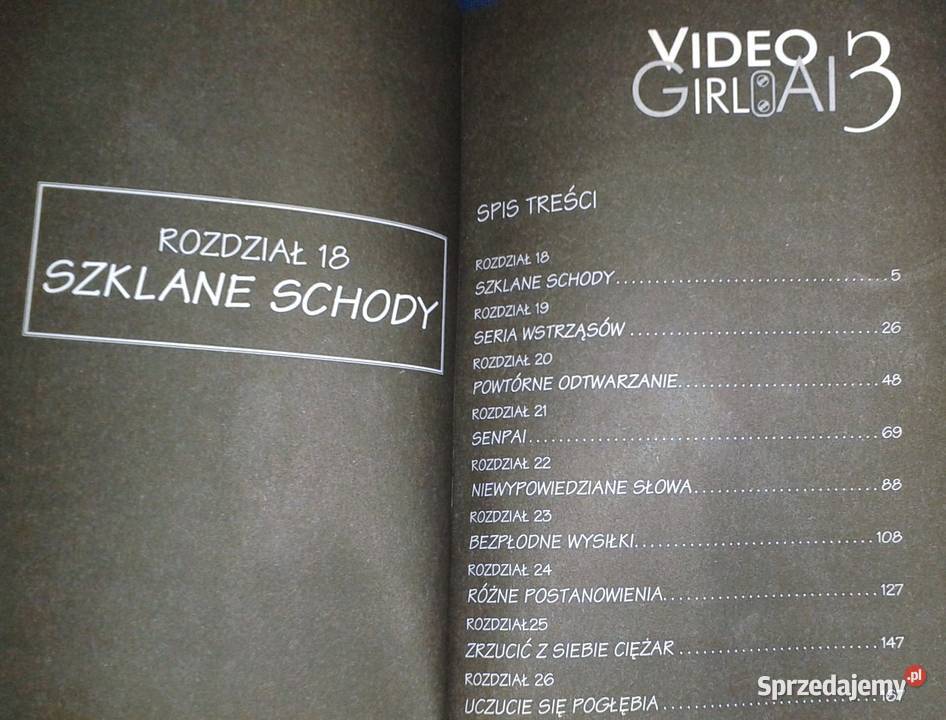 ROZDZIAŁ 18
SZKLANE SCHODY
VIDEO
GIRL AI 3
SPIS TREŚCI
ROZDZIAŁ 18
SZKLANE SCHODY.......................................5
ROZDZIAŁ 19
SERIA WSTRZĄSÓW ....................................26
ROZDZIAŁ 20
POWTÓRNE ODTWARZANIE............................48
ROZDZIAŁ 21
SENPAI...................................................69
ROZDZIAŁ 22
NIEWYPOWIEDZIANE SŁOWA..........................88
ROZDZIAŁ 23
BEZPŁODNE WYSIŁKI.................................108
ROZDZIAŁ 24
RÓŻNE POSTANOWIENIA..............................127
ROZDZIAŁ25
ZRZUCIĆ Z SIEBIE CIĘŻAR ............................147
ROZDZIAŁ 26
UCZUCIE SIĘ POGŁĘBIA ..............................167
Sprzedajemy.pl